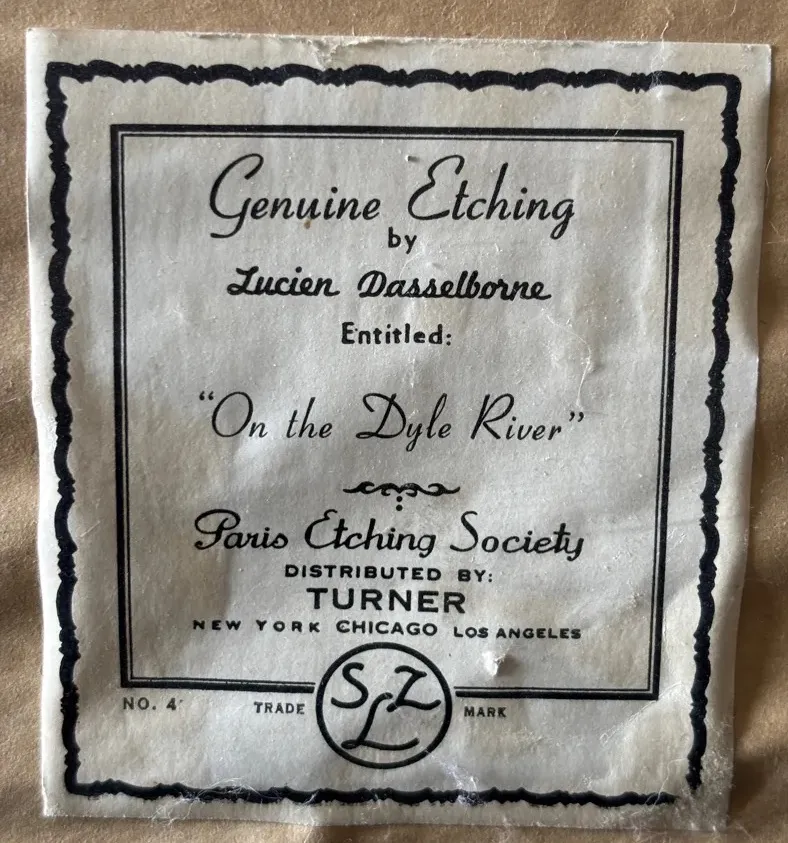 Genuine Etching
by
Lucien Dasselborne
Entitled:
“On the Dyle River”
Paris Etching Society
DISTRIBUTED BY:
TURNER
NEW YORK CHICAGO LOS ANGELES
NO. 4
TRADE SLZ MARK